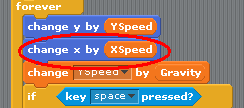 forever
change y by YSpeed
change x by XSpeed
change YSpeed by Gravity
if key space pressed?